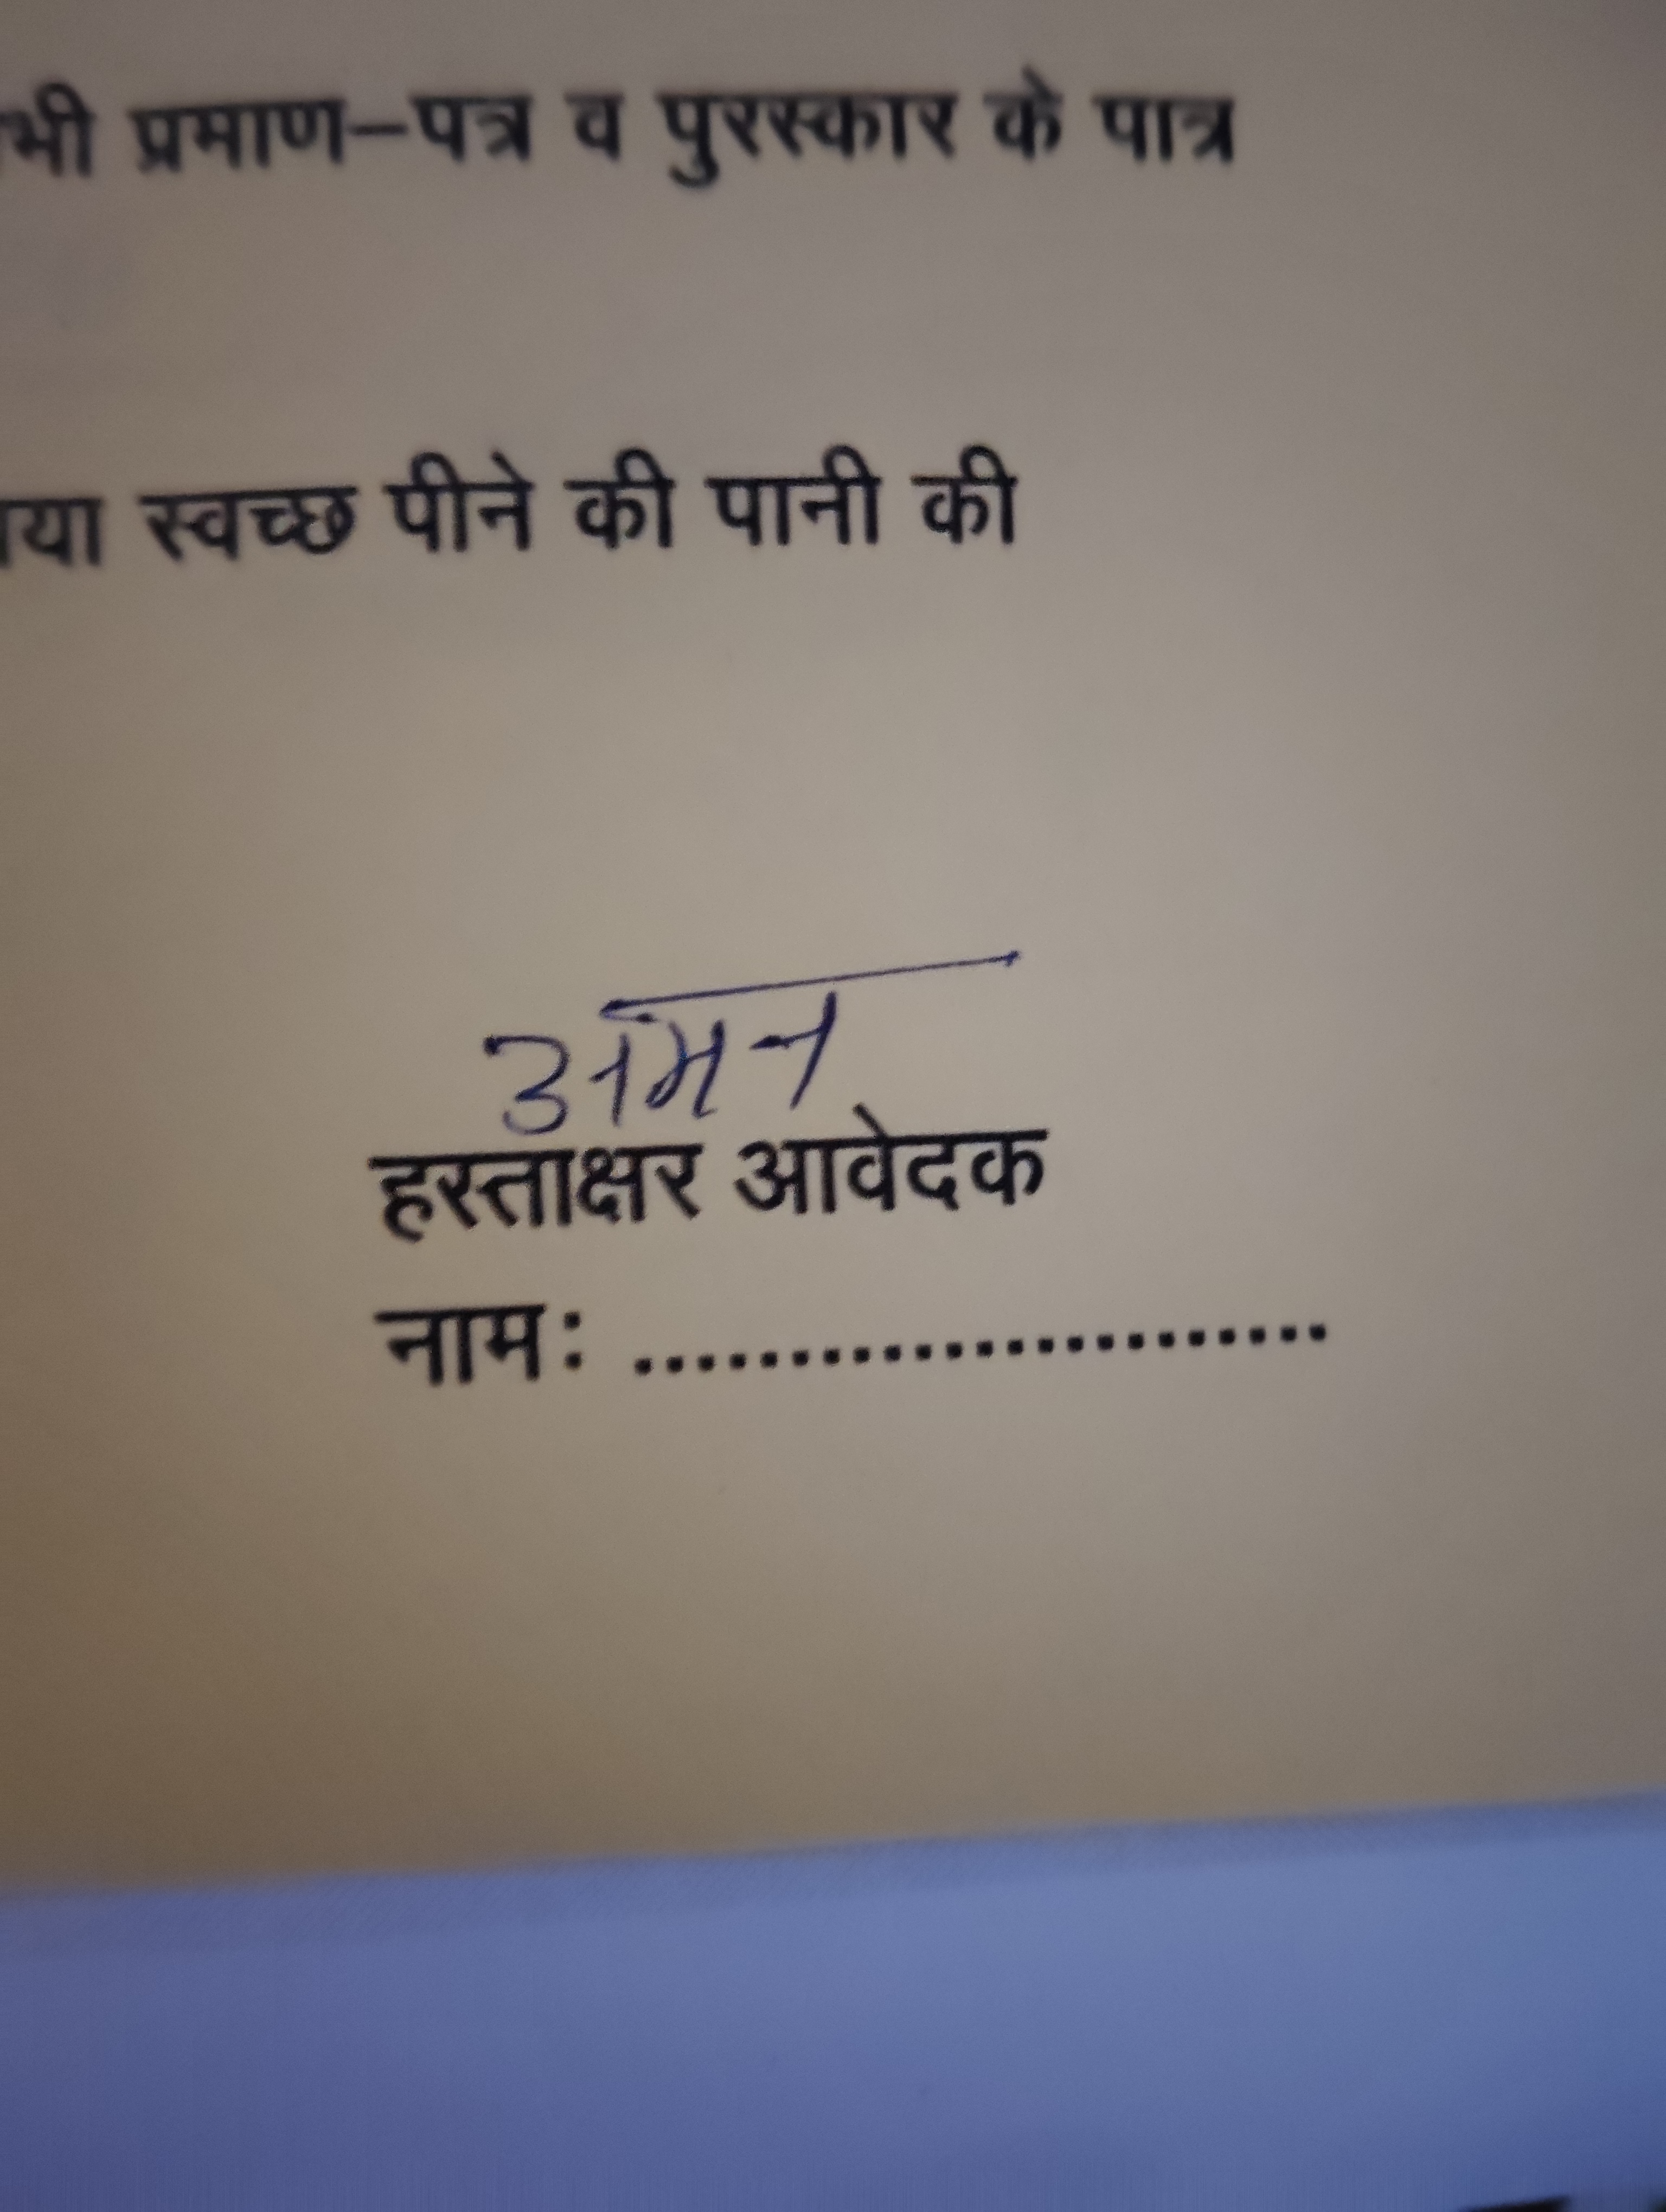 भी प्रमाण–पत्र व पुरस्कार के पात्र
या स्वच्छ पीने की पानी की
अमन
हस्ताक्षर आवेदक
नामः .......................